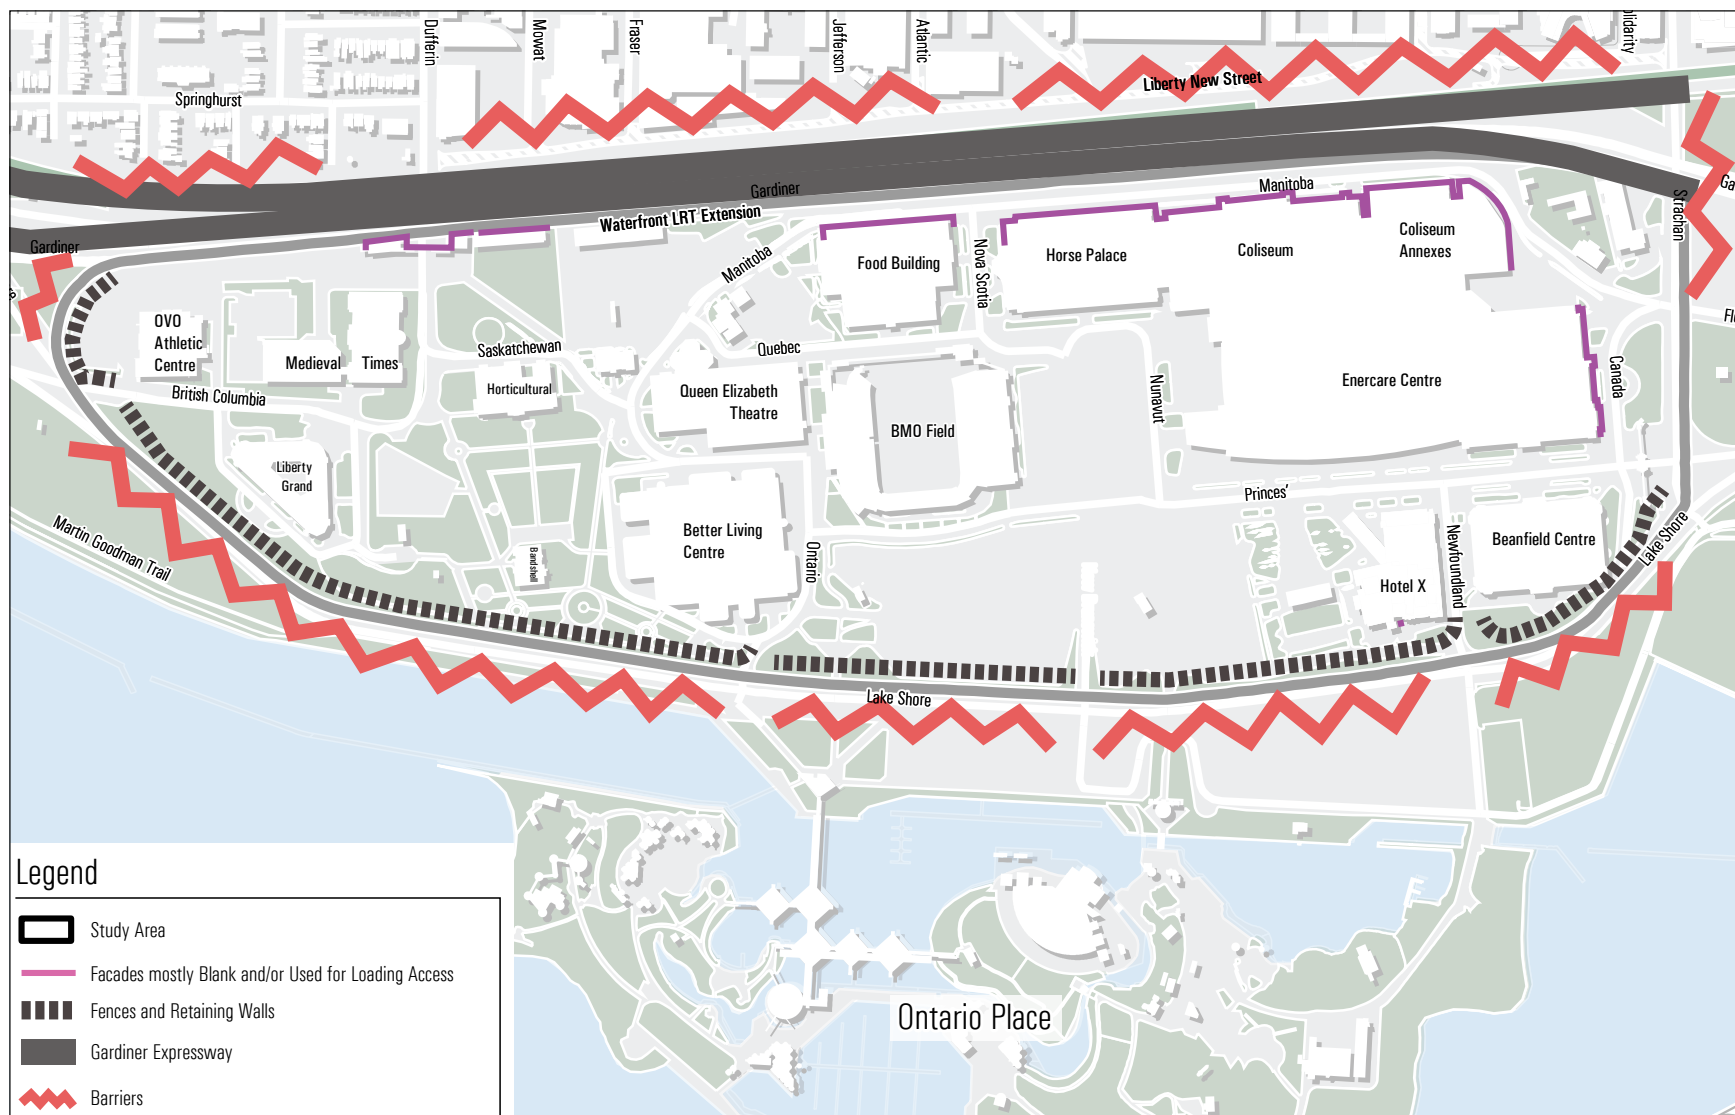 Dufferin
Mowat
Fraser
Jefferson
Atlantic
olidarity
Springhurst
Liberty New Street
Gardiner
Manitoba
Ga
Strachan
Waterfront LRT Extension
Gardiner
Manitoba
Food Building
Nova Scotia
Horse Palace
Coliseum
Coliseum
Annexes
re
OVO
Athletic
Centre
Medieval Times
Saskatchewan
Quebec
Horticultural
Queen Elizabeth
Theatre
BMO Field
Nunavut
Enercare Centre
Canada
Fle
British Columbia
Liberty
Grand
Martin Goodman Trail
Bandshell
Better Living
Centre
Ontario
Princes'
Hotel X
Newfoundland
Beanfield Centre
Lake Shore
Lake Shore
Ontario Place
Legend
Study Area
Facades mostly Blank and/or Used for Loading Access
Fences and Retaining Walls
Gardiner Expressway
Barriers